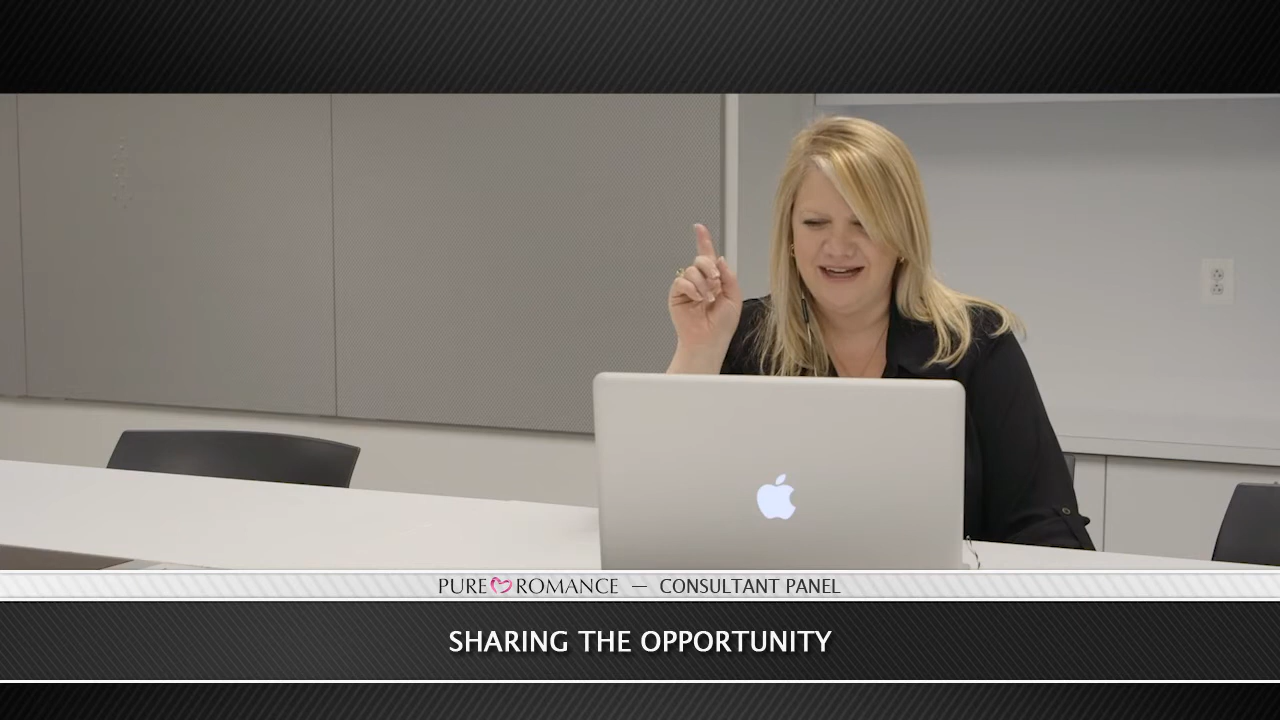 PURE ROMANCE — CONSULTANT PANEL
SHARING THE OPPORTUNITY